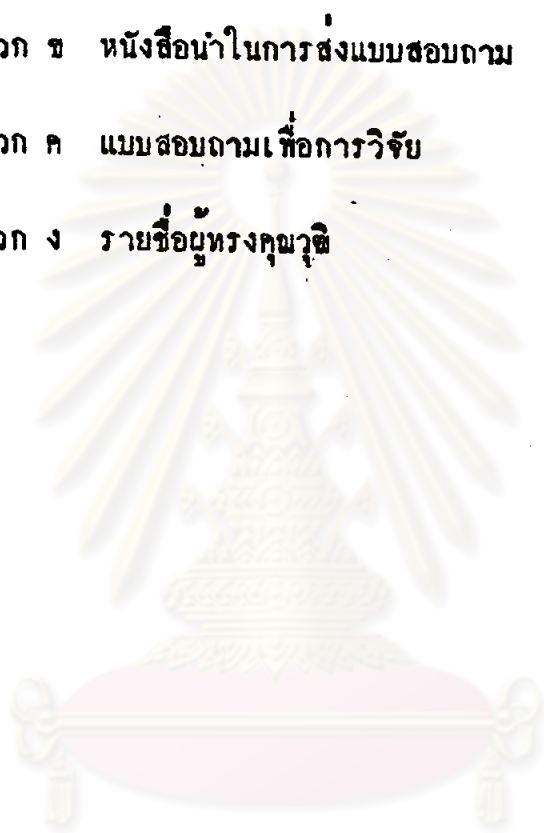 วก ข หนังสือนำในการส่งแบบสอบถาม
วก ค แบบสอบถามเพื่อการวิจัย
วก ง รายชื่อผู้ทรงคุณวุฒิ